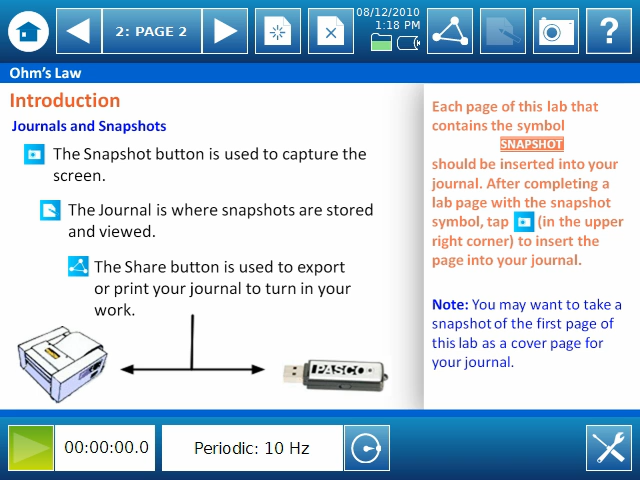 2: PAGE 2
08/12/2010
1:18 PM
?
Ohm's Law
Introduction
Journals and Snapshots
The Snapshot button is used to capture the
screen.
The Journal is where snapshots are stored
and viewed.
The Share button is used to export
or print your journal to turn in your
work.
PASCO
Each page of this lab that
contains the symbol
SNAPSHOT
should be inserted into your
journal. After completing a
lab page with the snapshot
symbol, tap (in the upper
right corner) to insert the
page into your journal.
Note: You may want to take a
snapshot of the first page of
this lab as a cover page for
your journal.
00:00:00.0
Periodic: 10 Hz